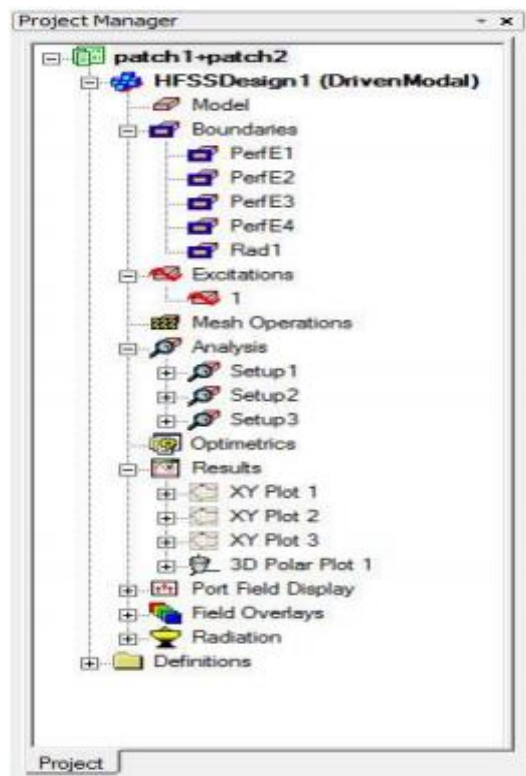 Project Manager
patch1+patch2
HFSSDesign1 (DrivenModal)
Model
Boundaries
PerfE1
PerfE2
PerfE3
PerfE4
Rad1
Excitations
1
Mesh Operations
Analysis
Setup1
Setup2
Setup3
Optimetrics
Results
XY Plot 1
XY Plot 2
XY Plot 3
3D Polar Plot 1
Port Field Display
Field Overlays
Radiation
Definitions
Project